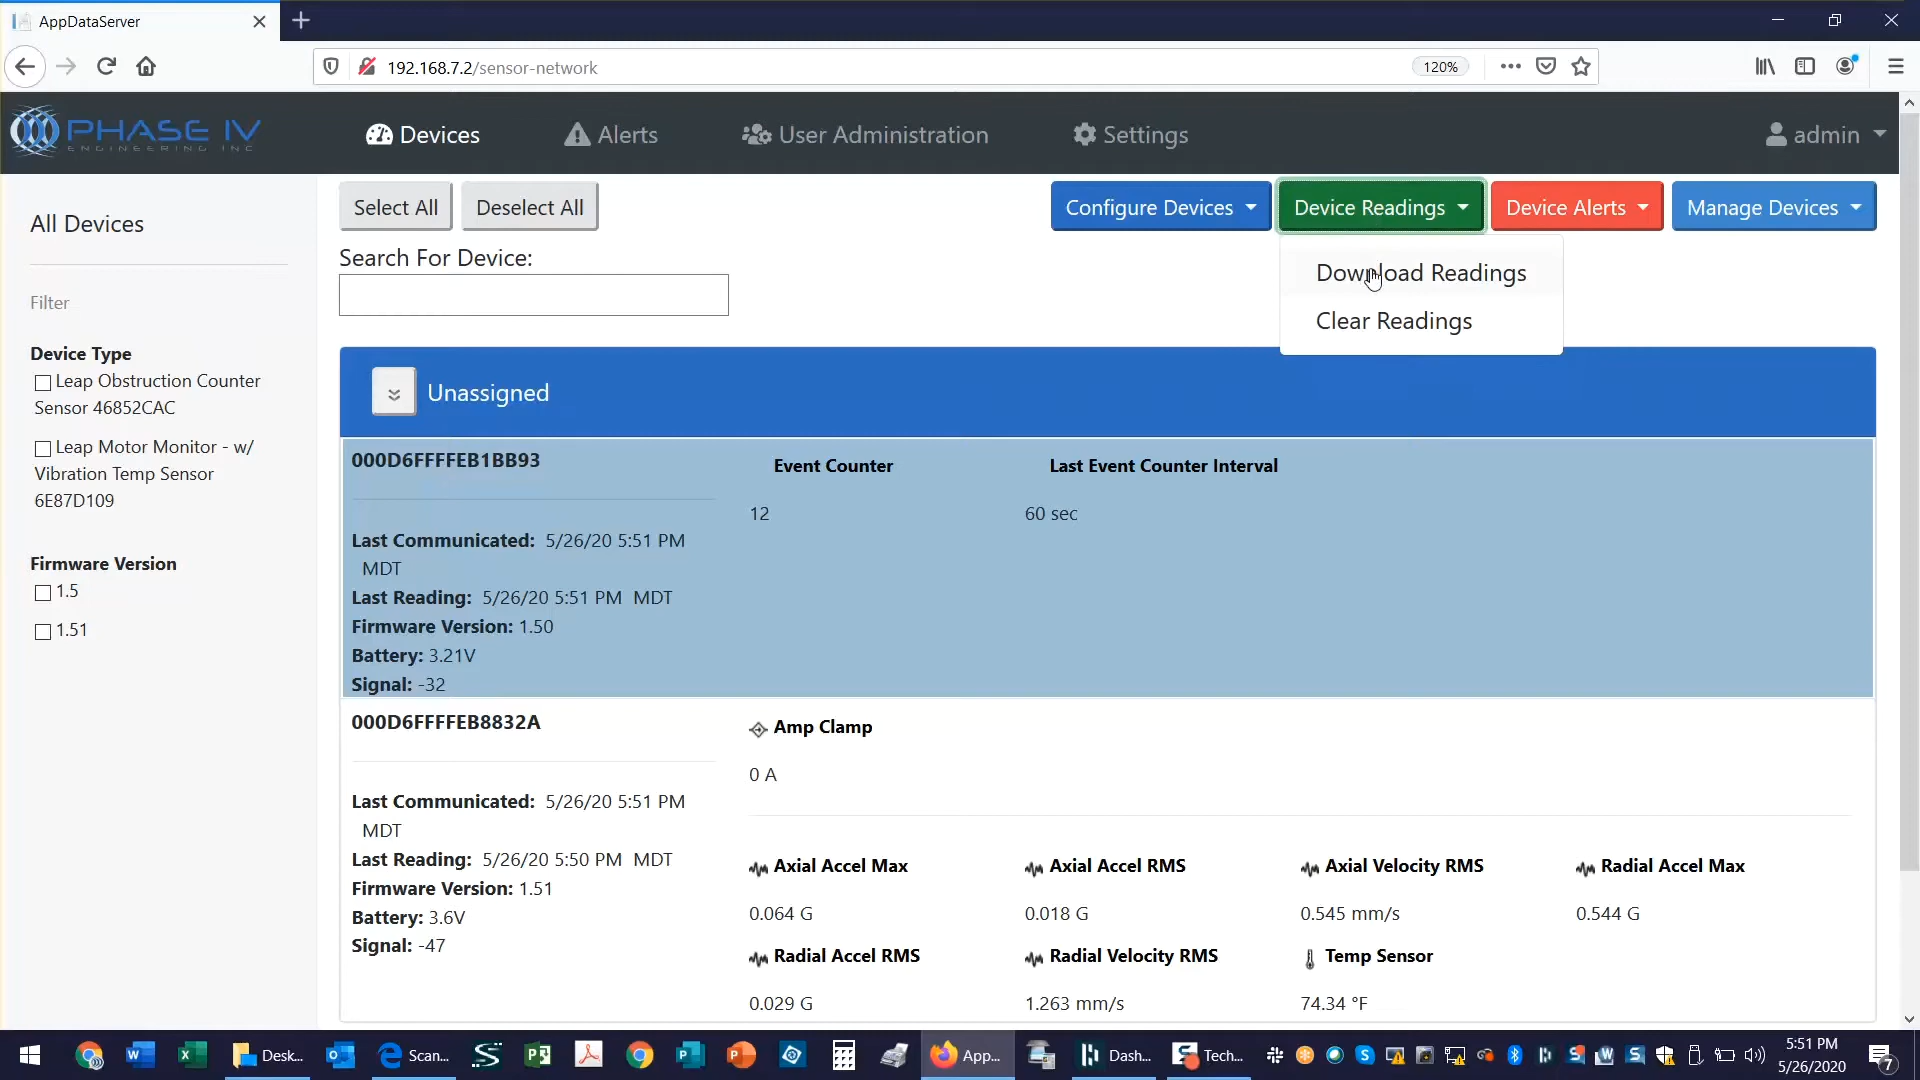 AppDataServer
192.168.7.2/sensor-network
120%
PHASE IV
ENGINEERING INC
Devices
Alerts
User Administration
Settings
admin
All Devices
Filter
Device Type
Leap Obstruction Counter
Sensor 46852CAC
Leap Motor Monitor - w/
Vibration Temp Sensor
6E87D109
Firmware Version
1.5
1.51
Select All
Deselect All
Configure Devices
Device Readings
Device Alerts
Manage Devices
Download Readings
Clear Readings
Search For Device:
Unassigned
000D6FFFFEB1BB93
Last Communicated: 5/26/20 5:51 PM
MDT
Last Reading: 5/26/20 5:51 PM MDT
Firmware Version: 1.50
Battery: 3.21V
Signal: -32
Event Counter
12
Last Event Counter Interval
60 sec
000D6FFFFEB8832A
Last Communicated: 5/26/20 5:51 PM
MDT
Last Reading: 5/26/20 5:50 PM MDT
Firmware Version: 1.51
Battery: 3.6V
Signal: -47
Amp Clamp
0 A
Axial Accel Max
0.064 G
Axial Accel RMS
0.018 G
Axial Velocity RMS
0.545 mm/s
Radial Accel Max
0.544 G
Radial Accel RMS
0.029 G
Radial Velocity RMS
1.263 mm/s
Temp Sensor
74.34 °F
Desk...
Scan...
App...
Dash...
Tech...
5:51 PM
5/26/2020
7